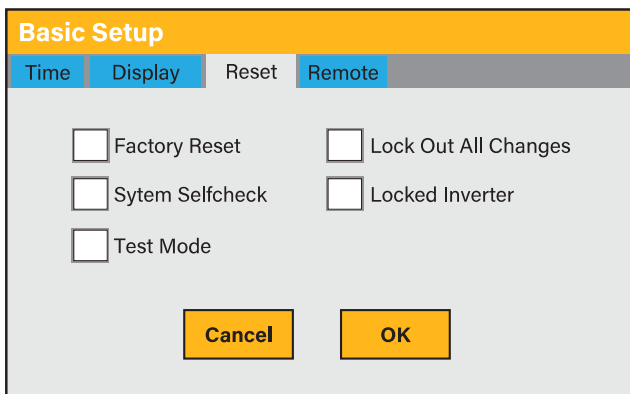 Basic Setup
Time Display Reset Remote
Factory Reset Lock Out All Changes
Sytem Selfcheck Locked Inverter
Test Mode
Cancel OK